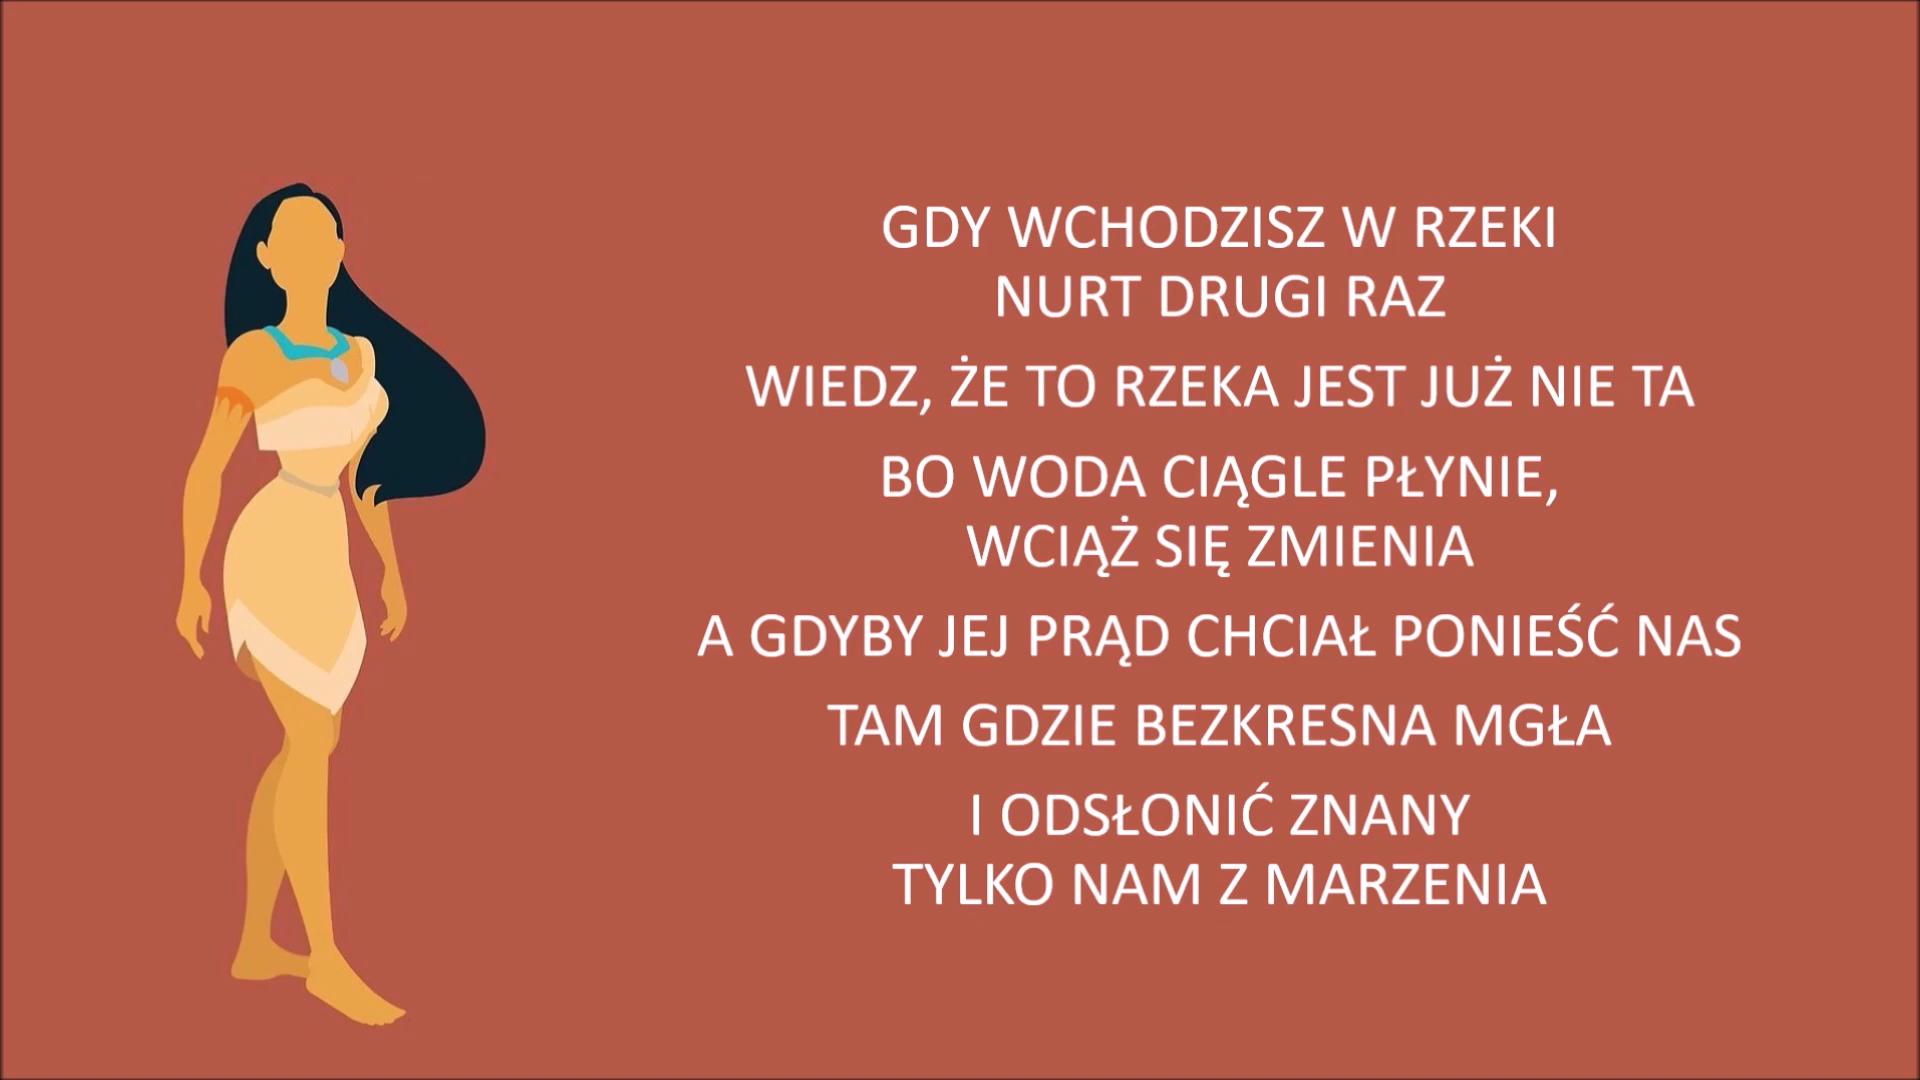 GDY WCHODZISZ W RZEKI
NURT DRUGI RAZ
WIEDZ, ŻE TO RZEKA JEST JUŻ NIE TA
BO WODA CIĄGLE PŁYNIE,
WCIĄŻ SIĘ ZMIENIA
A GDYBY JEJ PRĄD CHCIAŁ PONIEŚĆ NAS
TAM GDZIE BEZKRESNA MGŁA
I ODSŁONIĆ ZNANY
TYLKO NAM Z MARZENIA